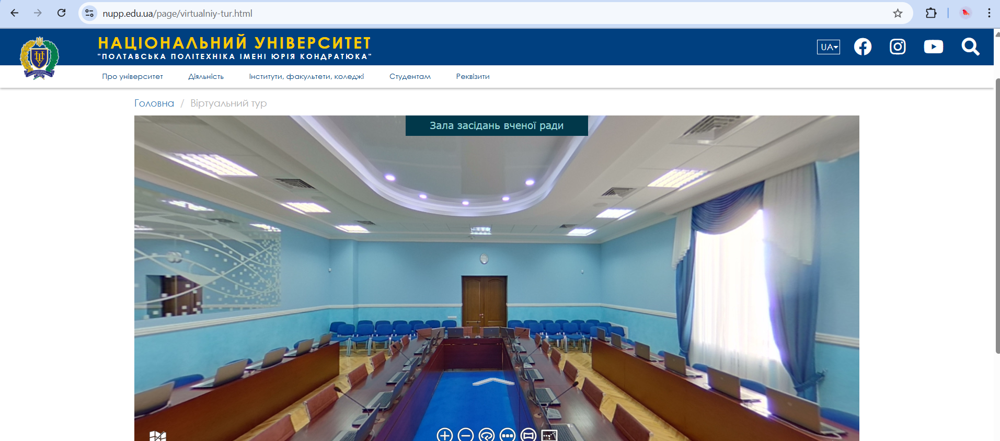 nupp.edu.ua/page/virtualniy-tur.html
НАЦІОНАЛЬНИЙ УНІВЕРСИТЕТ
"ПОЛТАВСЬКА ПОЛІТЕХНІКА ІМЕНІ ЮРІЯ КОНДРАТЮКА"
UA
Про університет Діяльність Інститути, факультети, коледжі Студентам Реквізити
Головна / Віртуальний тур
Зала засідань вченої ради